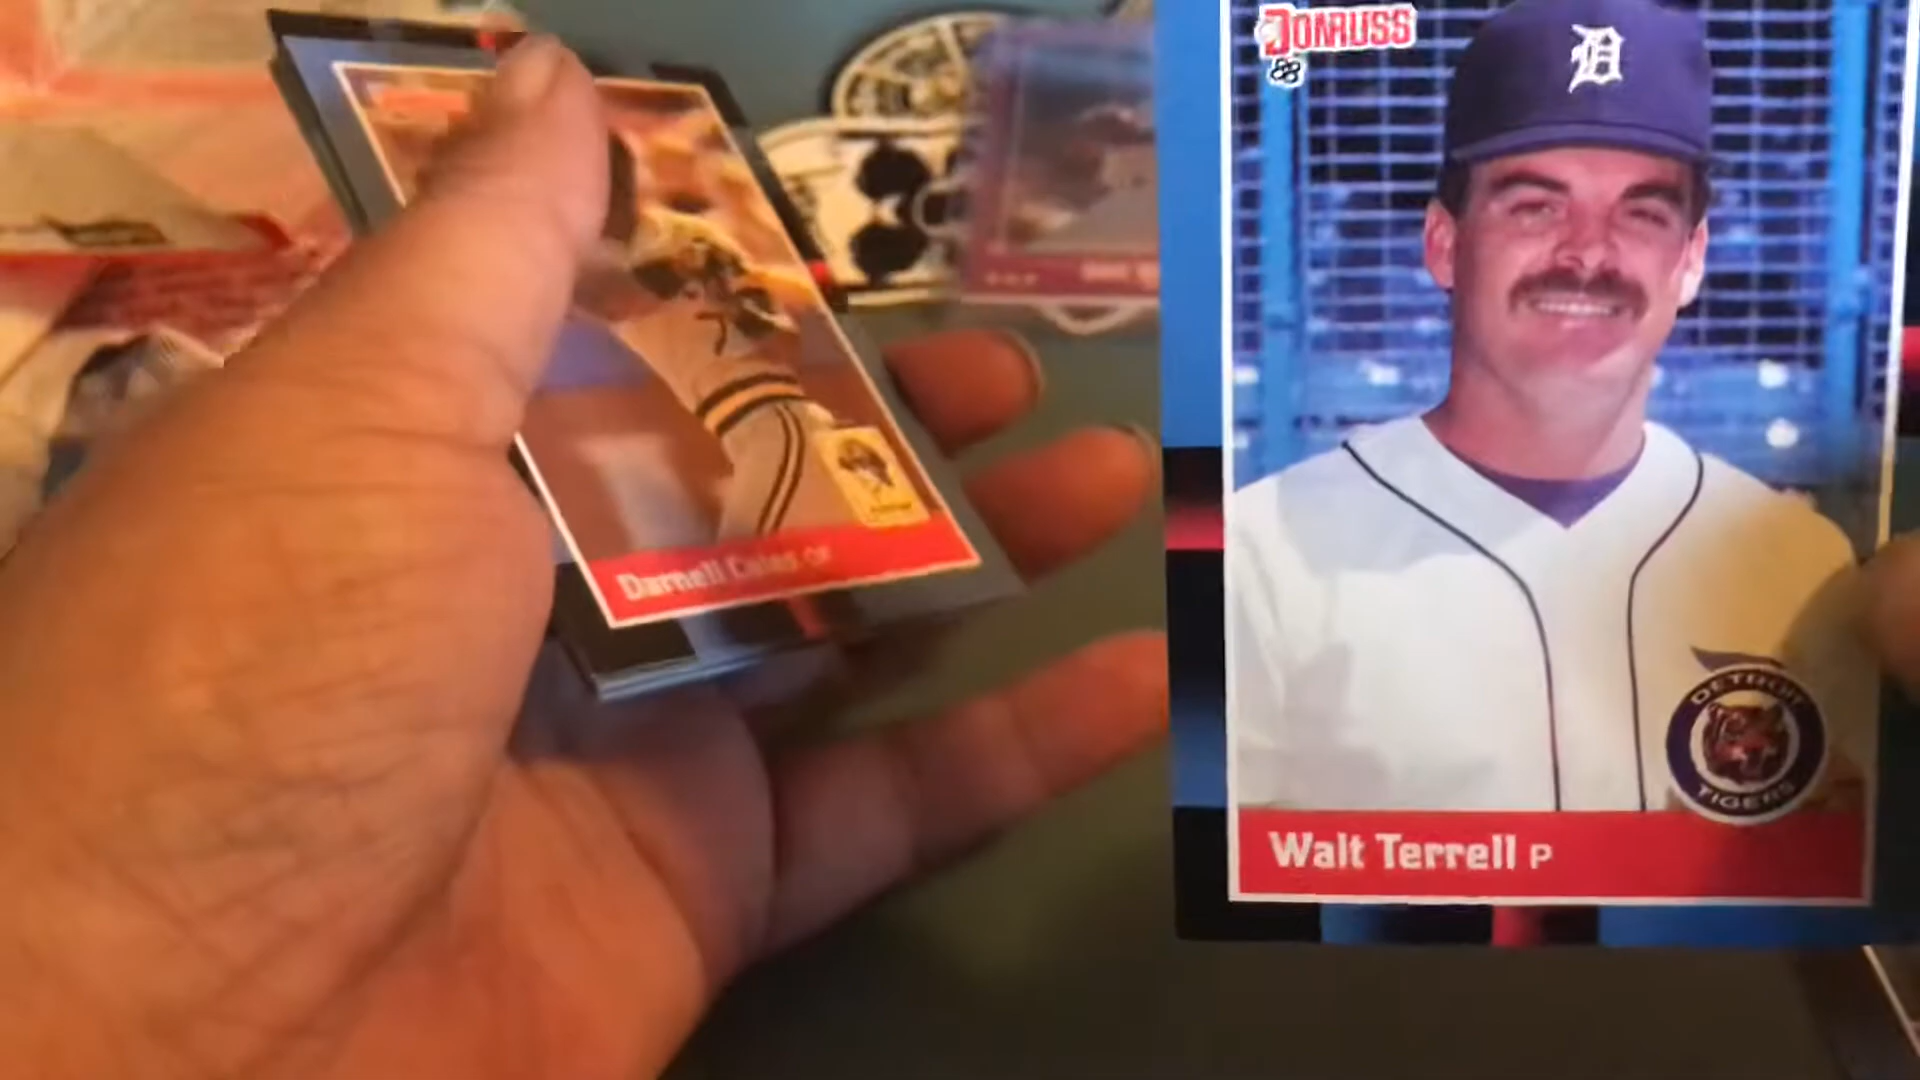 DONRUSS
88
D
DETROIT
TIGERS
Walt Terrell P
Darnell Coles OF